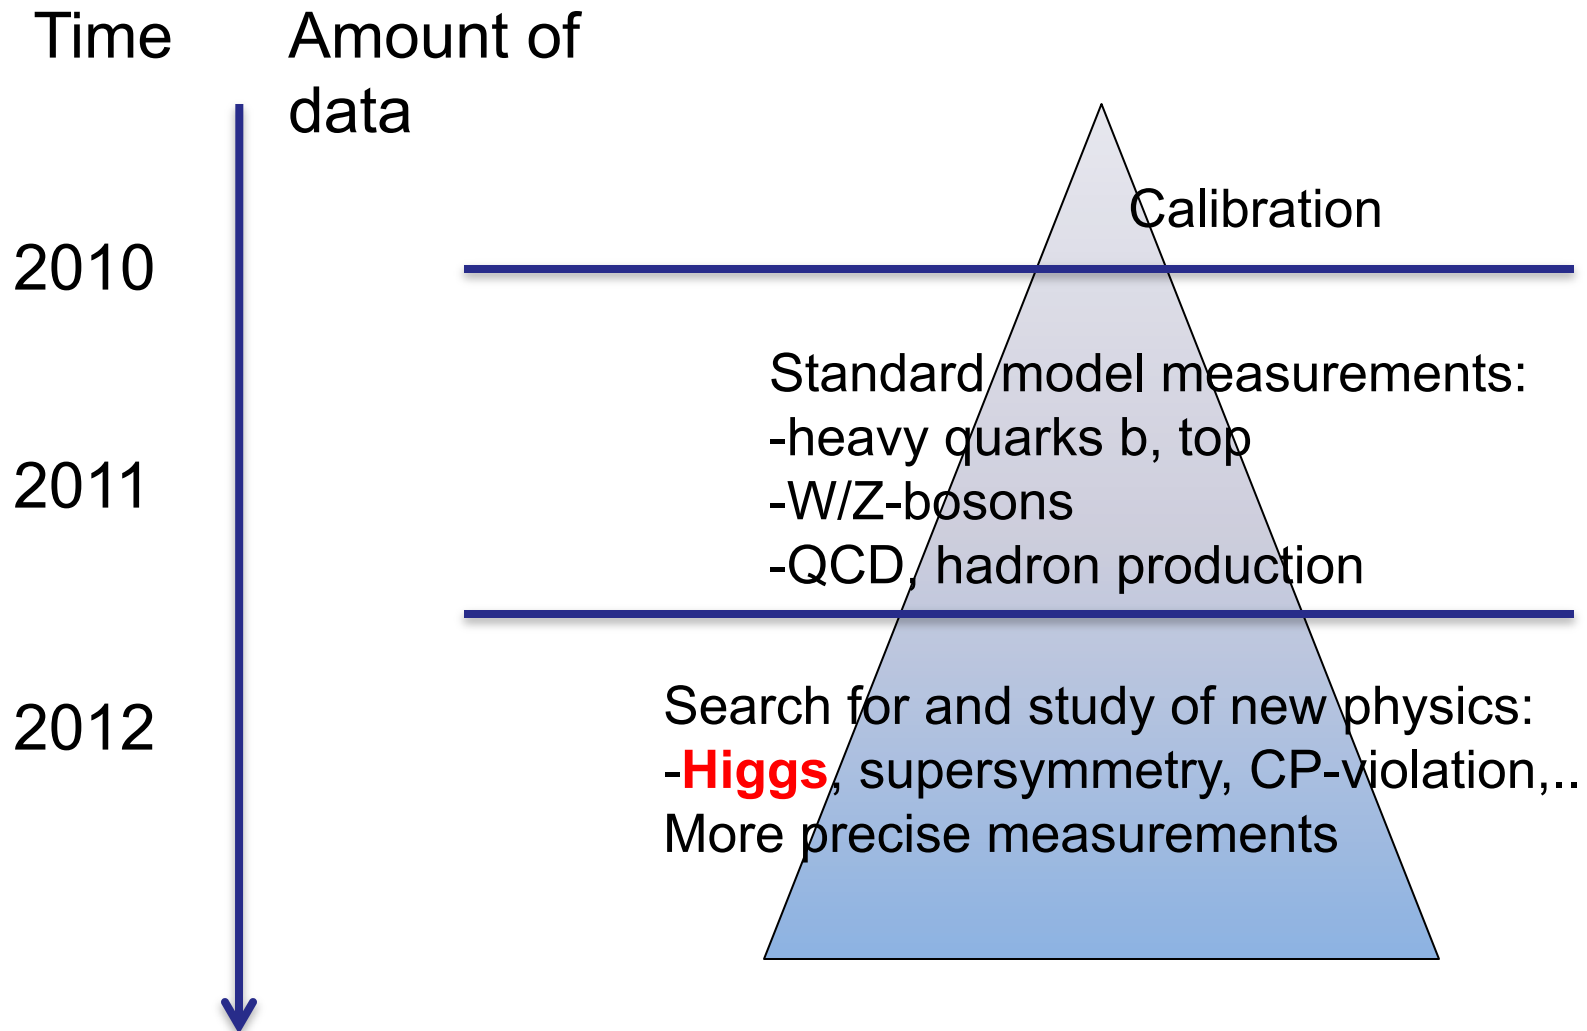 Time
Amount of
data
Calibration
2010
Standard model measurements:
-heavy quarks b, top
2011
-W/Z-bosons
-QCD, hadron production
Search for and study of new physics:
2012
-Higgs, supersymmetry, CP-violation,..
More precise measurements